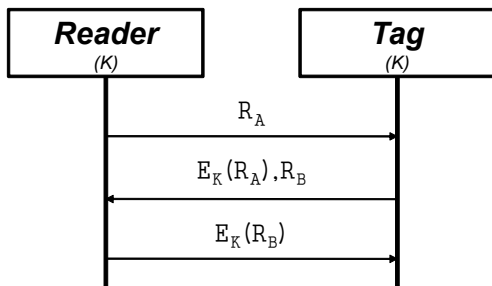 Reader
(K)
Tag
(K)
R_A
E_K(R_A),R_B
E_K(R_B)